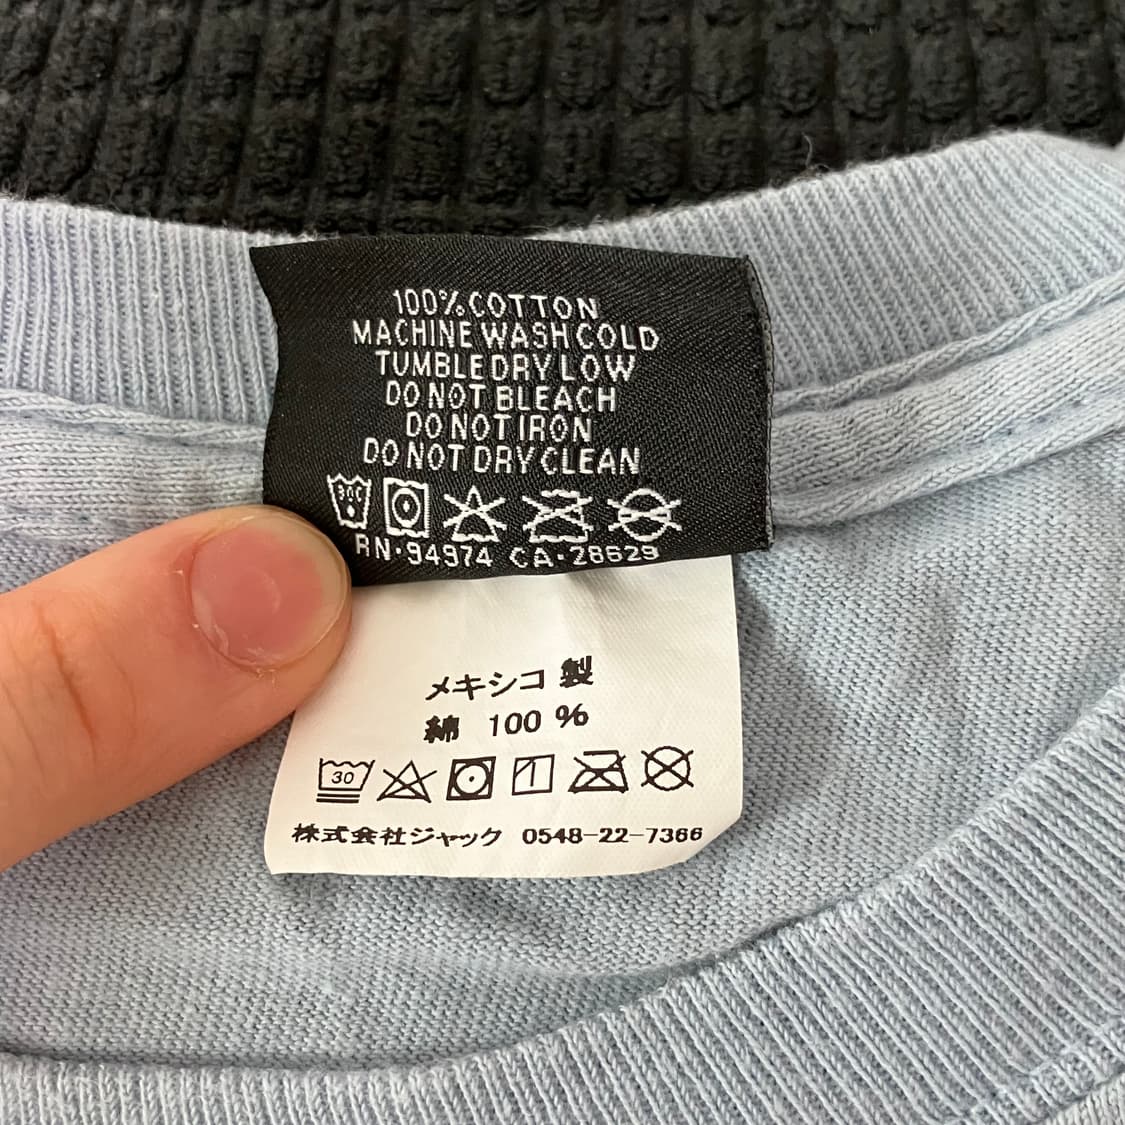 100% COTTON
MACHINE WASH COLD
TUMBLE DRY LOW
DO NOT BLEACH
DO NOT IRON
DO NOT DRY CLEAN
30C
RN·94974 CA·28629
メキシコ 製
綿 100 %
30
株式会社ジャック 0548-22-7366